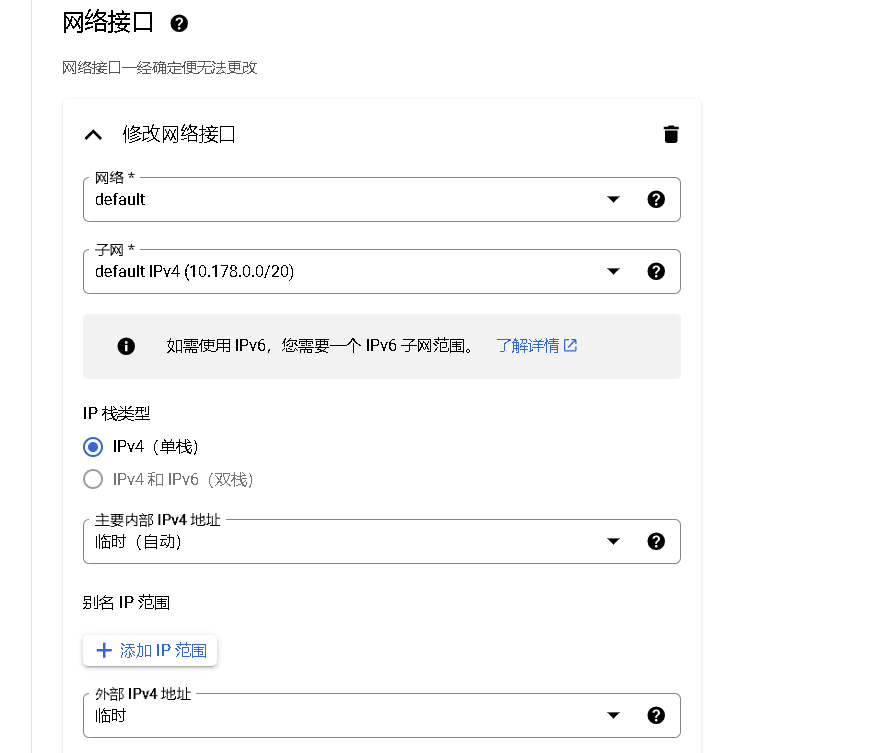 网络接口
网络接口一经确定便无法更改
修改网络接口
网络 *
default
子网 *
default IPv4 (10.178.0.0/20)
如需使用 IPv6，您需要一个 IPv6 子网范围。 了解详情
IP 栈类型
IPv4（单栈）
IPv4 和 IPv6（双栈）
主要内部 IPv4 地址
临时（自动）
别名 IP 范围
添加 IP 范围
外部 IPv4 地址
临时